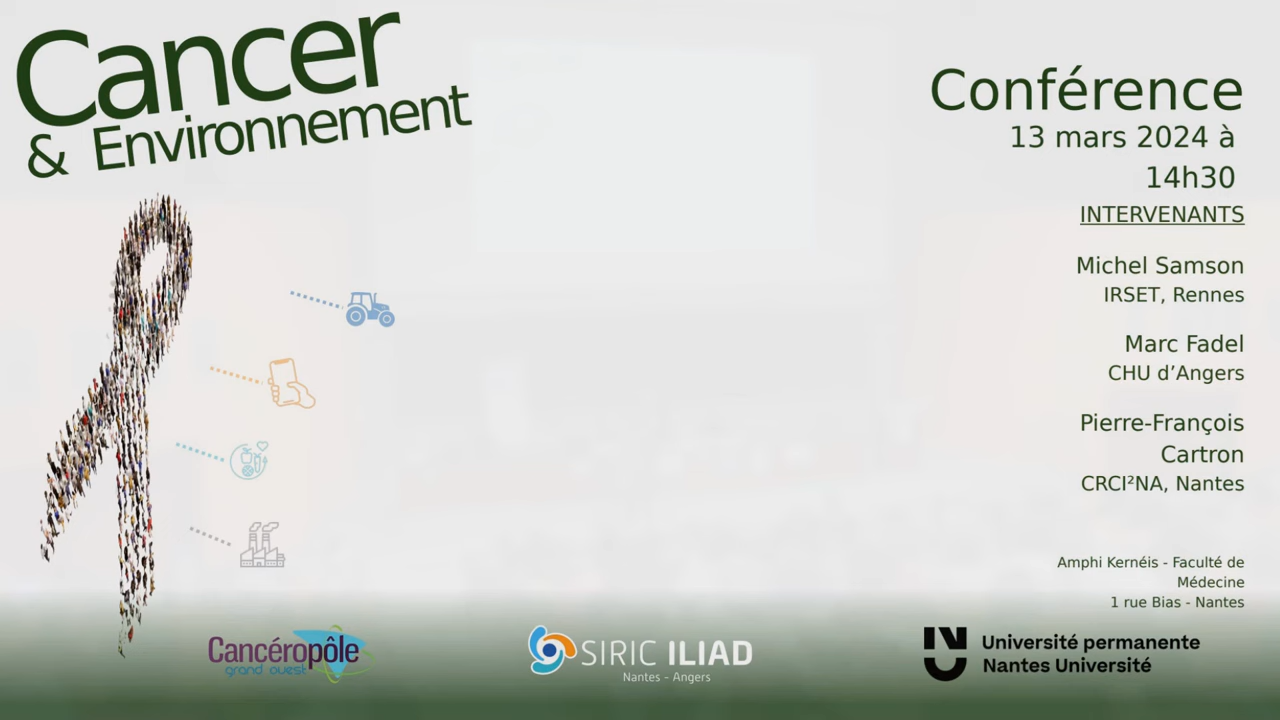 Cancer
& Environnement
Conférence
13 mars 2024 à
14h30
INTERVENANTS
Michel Samson
IRSET, Rennes
Marc Fadel
CHU d’Angers
Pierre-François
Cartron
CRCI²NA, Nantes
Amphi Kernéis - Faculté de
Médecine
1 rue Bias - Nantes
Cancéropôle
grand ouest
SIRIC ILIAD
Nantes - Angers
NU
Université permanente
Nantes Université